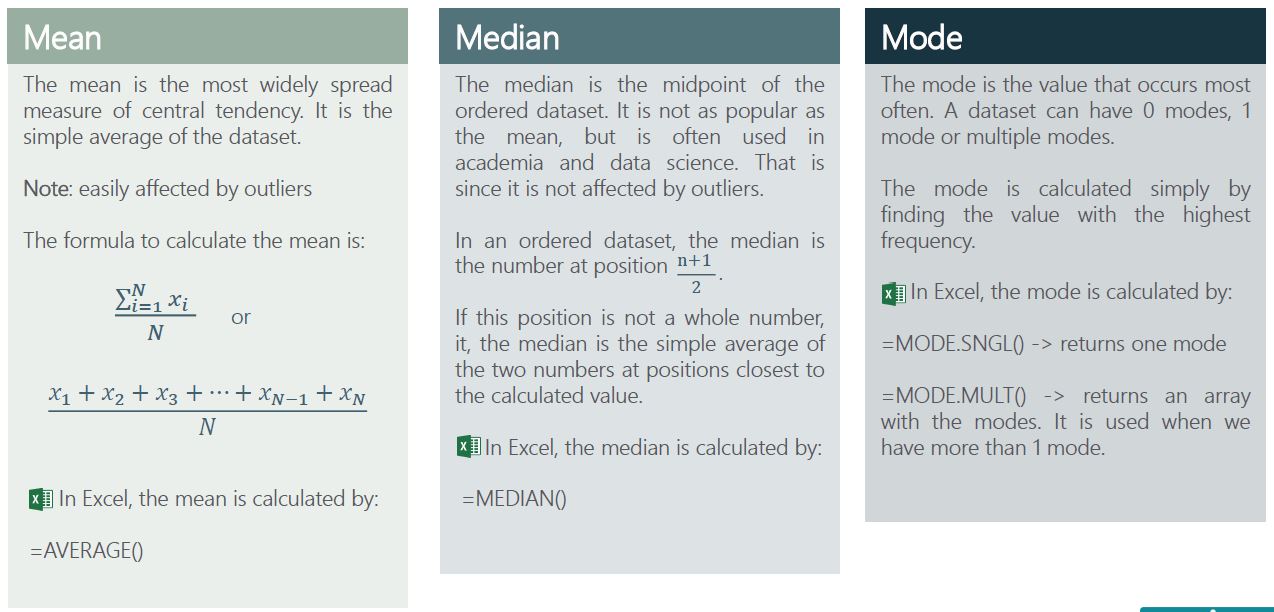 Mean
The mean is the most widely spread
measure of central tendency. It is the
simple average of the dataset.
Note: easily affected by outliers
The formula to calculate the mean is:
∑ᴺᵢ₌₁ xᵢ / N or
x₁ + x₂ + x₃ + ⋯ + x_{N−1} + x_N
N
In Excel, the mean is calculated by:
=AVERAGE()
Median
The median is the midpoint of the
ordered dataset. It is not as popular as
the mean, but is often used in
academia and data science. That is
since it is not affected by outliers.
In an ordered dataset, the median is
the number at position n+1/2.
If this position is not a whole number,
it, the median is the simple average of
the two numbers at positions closest to
the calculated value.
In Excel, the median is calculated by:
=MEDIAN()
Mode
The mode is the value that occurs most
often. A dataset can have 0 modes, 1
mode or multiple modes.
The mode is calculated simply by
finding the value with the highest
frequency.
In Excel, the mode is calculated by:
=MODE.SNGL() -> returns one mode
=MODE.MULT() -> returns an array
with the modes. It is used when we
have more than 1 mode.